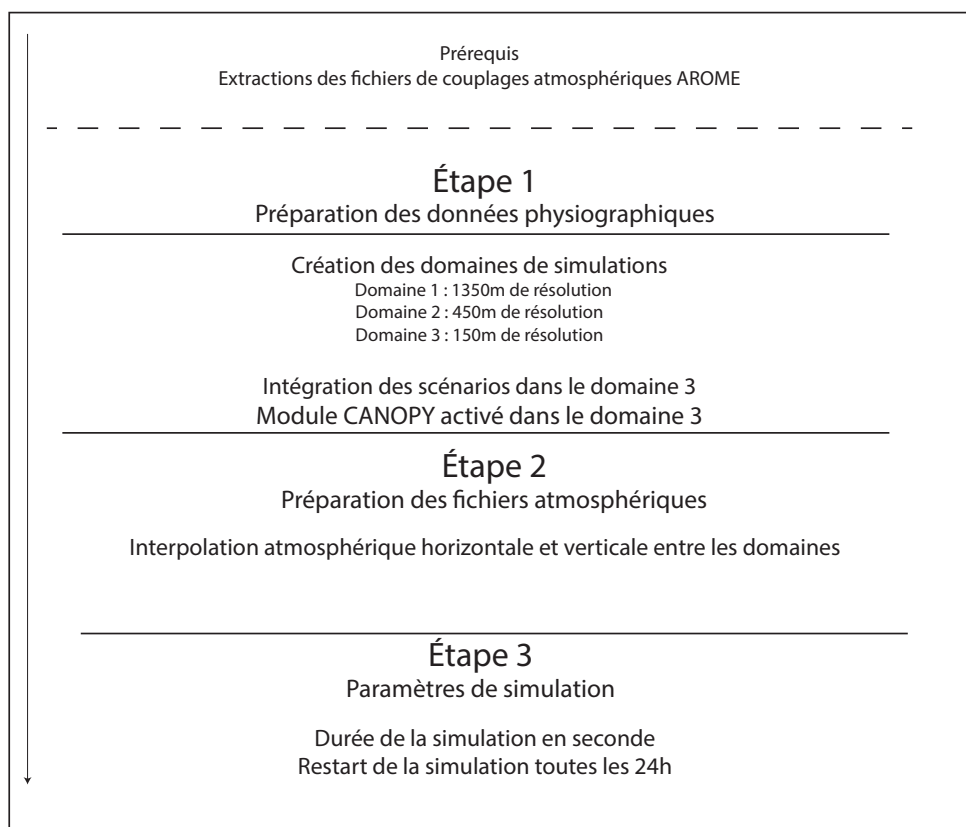 Prérequis
Extractions des fichiers de couplages atmosphériques AROME
Étape 1
Préparation des données physiographiques
Création des domaines de simulations
Domaine 1 : 1350m de résolution
Domaine 2 : 450m de résolution
Domaine 3 : 150m de résolution
Intégration des scénarios dans le domaine 3
Module CANOPY activé dans le domaine 3
Étape 2
Préparation des fichiers atmosphériques
Interpolation atmosphérique horizontale et verticale entre les domaines
Étape 3
Paramètres de simulation
Durée de la simulation en seconde
Restart de la simulation toutes les 24h